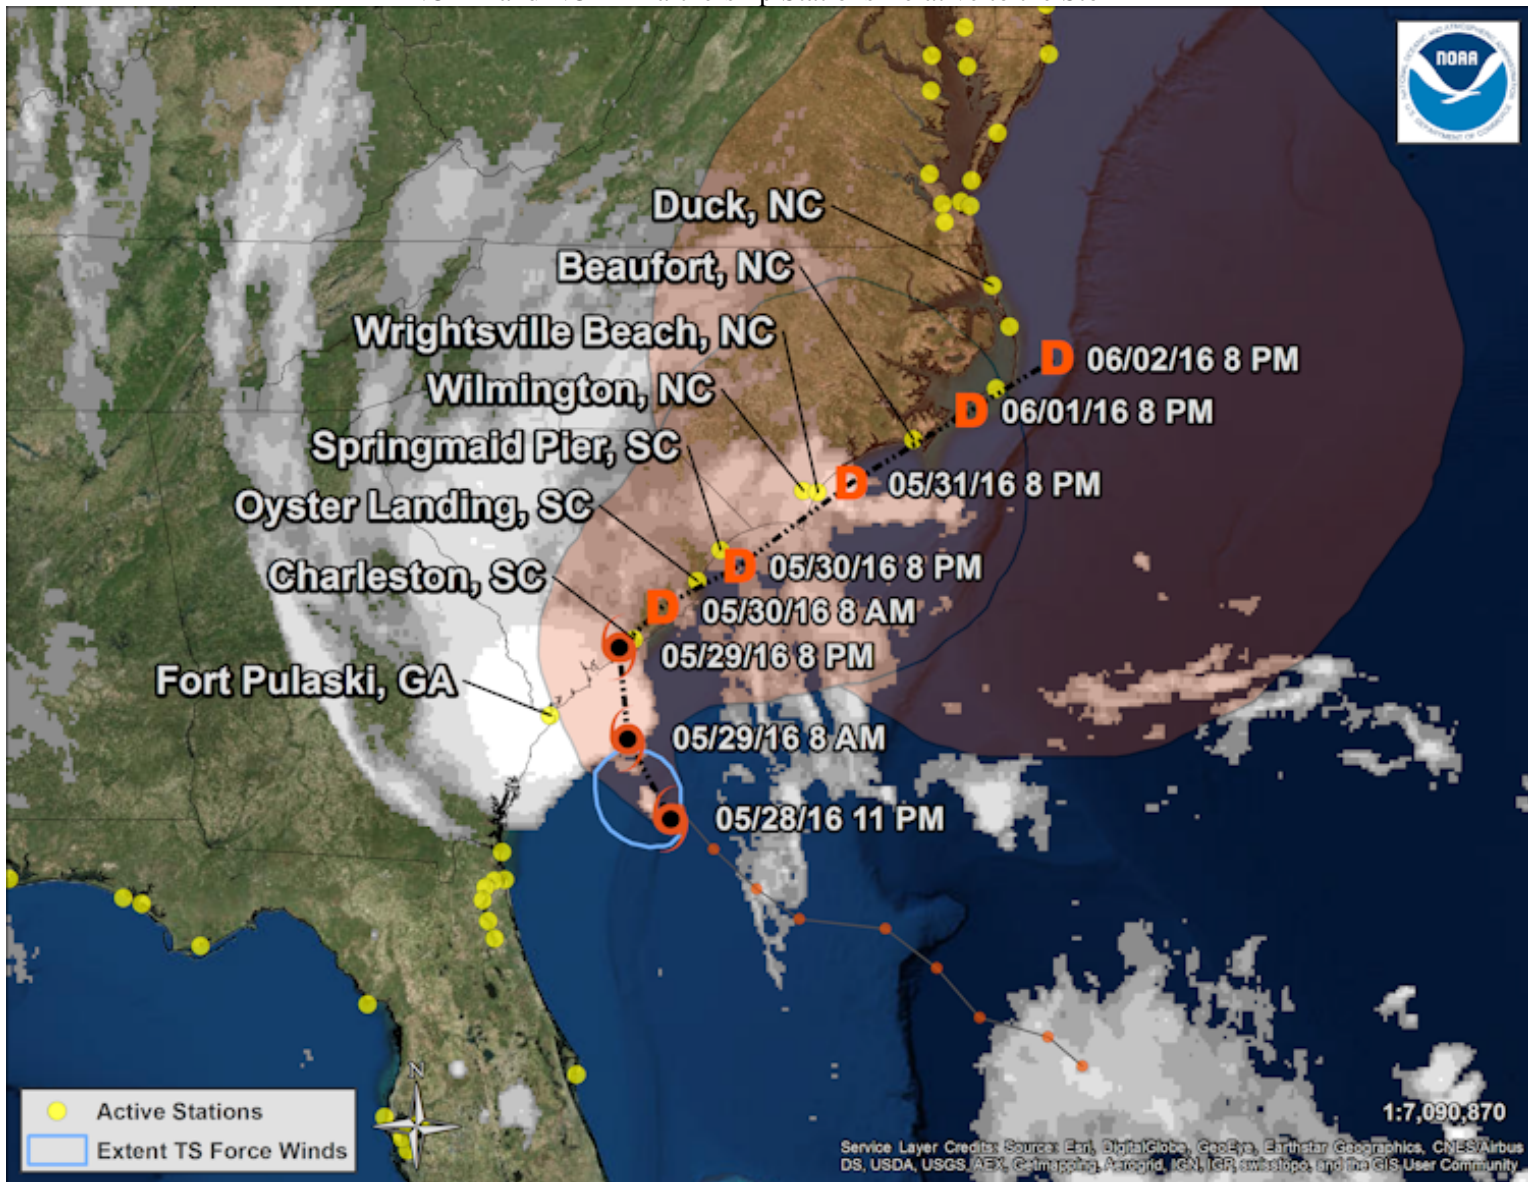 NOAA
Duck, NC
Beaufort, NC
Wrightsville Beach, NC
06/02/16 8 PM
Wilmington, NC
06/01/16 8 PM
Springmaid Pier, SC
05/31/16 8 PM
Oyster Landing, SC
05/30/16 8 PM
Charleston, SC
05/30/16 8 AM
05/29/16 8 PM
Fort Pulaski, GA
05/29/16 8 AM
05/28/16 11 PM
N
Active Stations
Extent TS Force Winds
1:7,090,870
Service Layer Credits: Source: Esri, DigitalGlobe, GeoEye, Earthstar Geographics, CNES/Airbus
DS, USDA, USGS, AEX, Getmapping, Aerogrid, IGN, IGP, swisstopo, and the GIS User Community
D
D
D
D
D